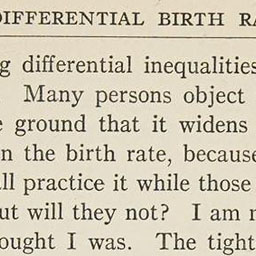 DIFFERENTIAL BIRTH RA
g differential inequalities
Many persons object
e ground that it widens
n the birth rate, because
ll practice it while those
ut will they not? I am n
ought I was. The tight